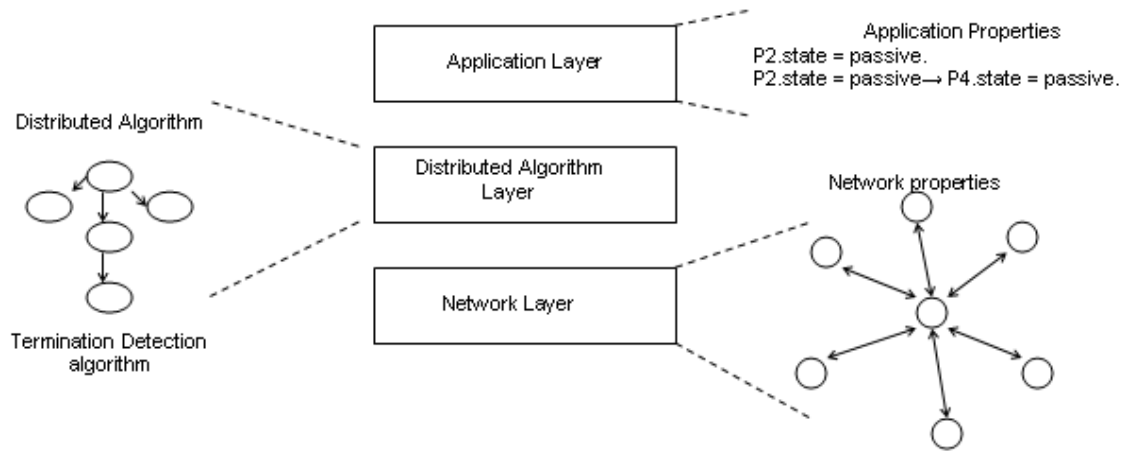 Application Layer
Application Properties
P2.state = passive.
P2.state = passive→ P4.state = passive.
Distributed Algorithm
Distributed Algorithm
Layer
Network properties
Network Layer
Termination Detection
algorithm